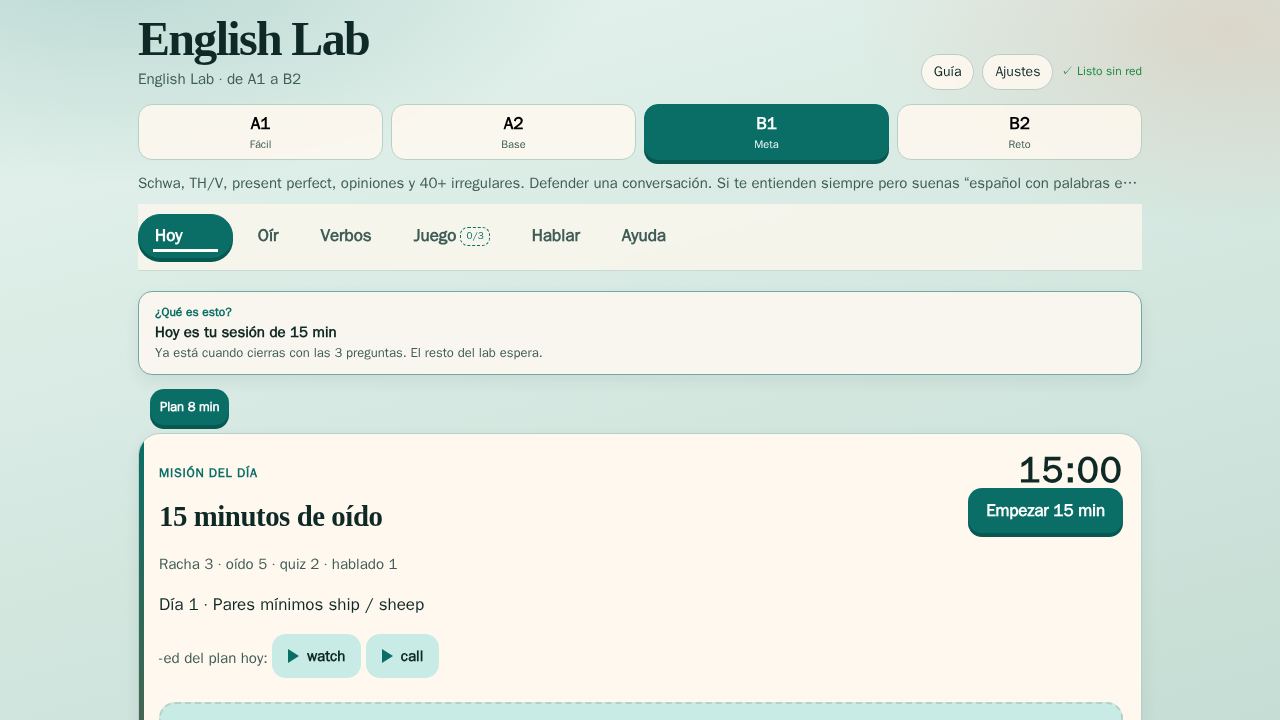 English Lab
English Lab · de A1 a B2
Guía
Ajustes
✓ Listo sin red
A1
Fácil
A2
Base
B1
Meta
B2
Reto
Schwa, TH/V, present perfect, opiniones y 40+ irregulares. Defender una conversación. Si te entienden siempre pero suenas “español con palabras e…
Hoy
Oír
Verbos
Juego 0/3
Hablar
Ayuda
¿Qué es esto?
Hoy es tu sesión de 15 min
Ya está cuando cierras con las 3 preguntas. El resto del lab espera.
Plan 8 min
MISIÓN DEL DÍA
15:00
15 minutos de oído
Empezar 15 min
Racha 3 · oído 5 · quiz 2 · hablado 1
Día 1 · Pares mínimos ship / sheep
-ed del plan hoy: ▶ watch ▶ call